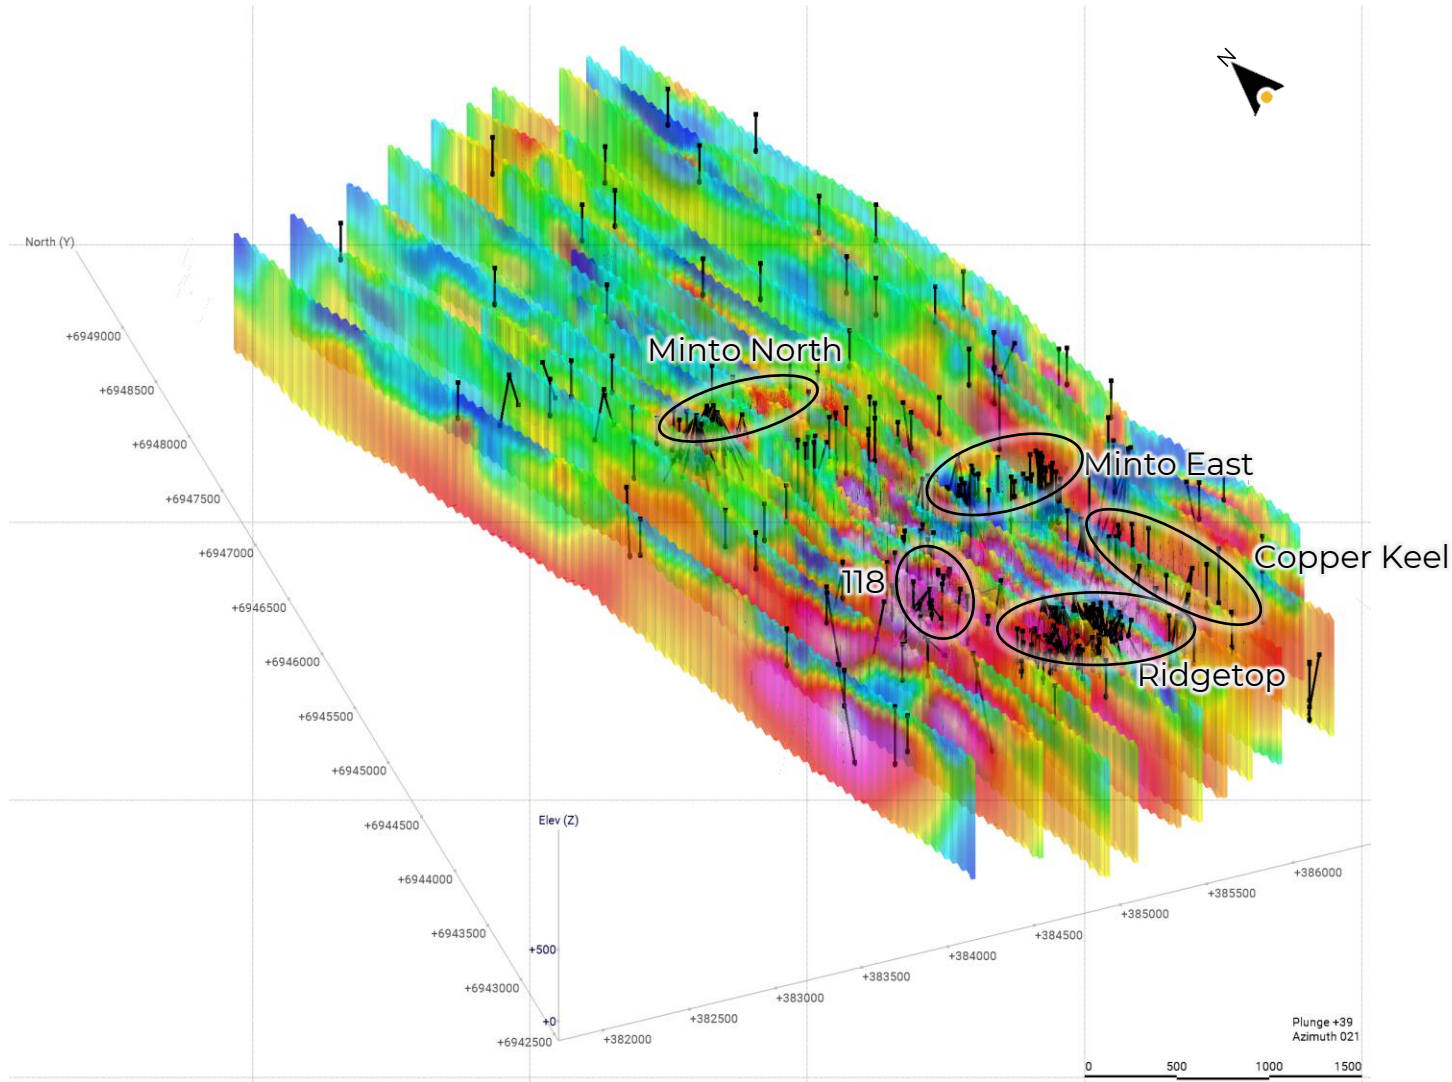 N
North (Y)
+6949000
+6948500
+6948000
+6947500
+6947000
+6946500
+6946000
+6945500
+6945000
+6944500
+6944000
+6943500
+6943000
+6942500
Minto North
Minto East
Copper Keel
118
Ridgetop
Elev (Z)
+500
+0
+382000
+382500
+383000
+383500
+384000
+384500
+385000
+385500
+386000
Plunge +39
Azimuth 021
0 500 1000 1500